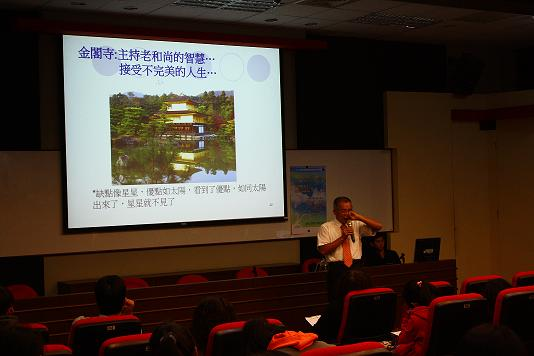 金閣寺:主持老和尚的智慧…
接受不完美的人生…
*缺點像星星，優點如太陽，看到了優點，如同太陽
出來了，星星就不見了